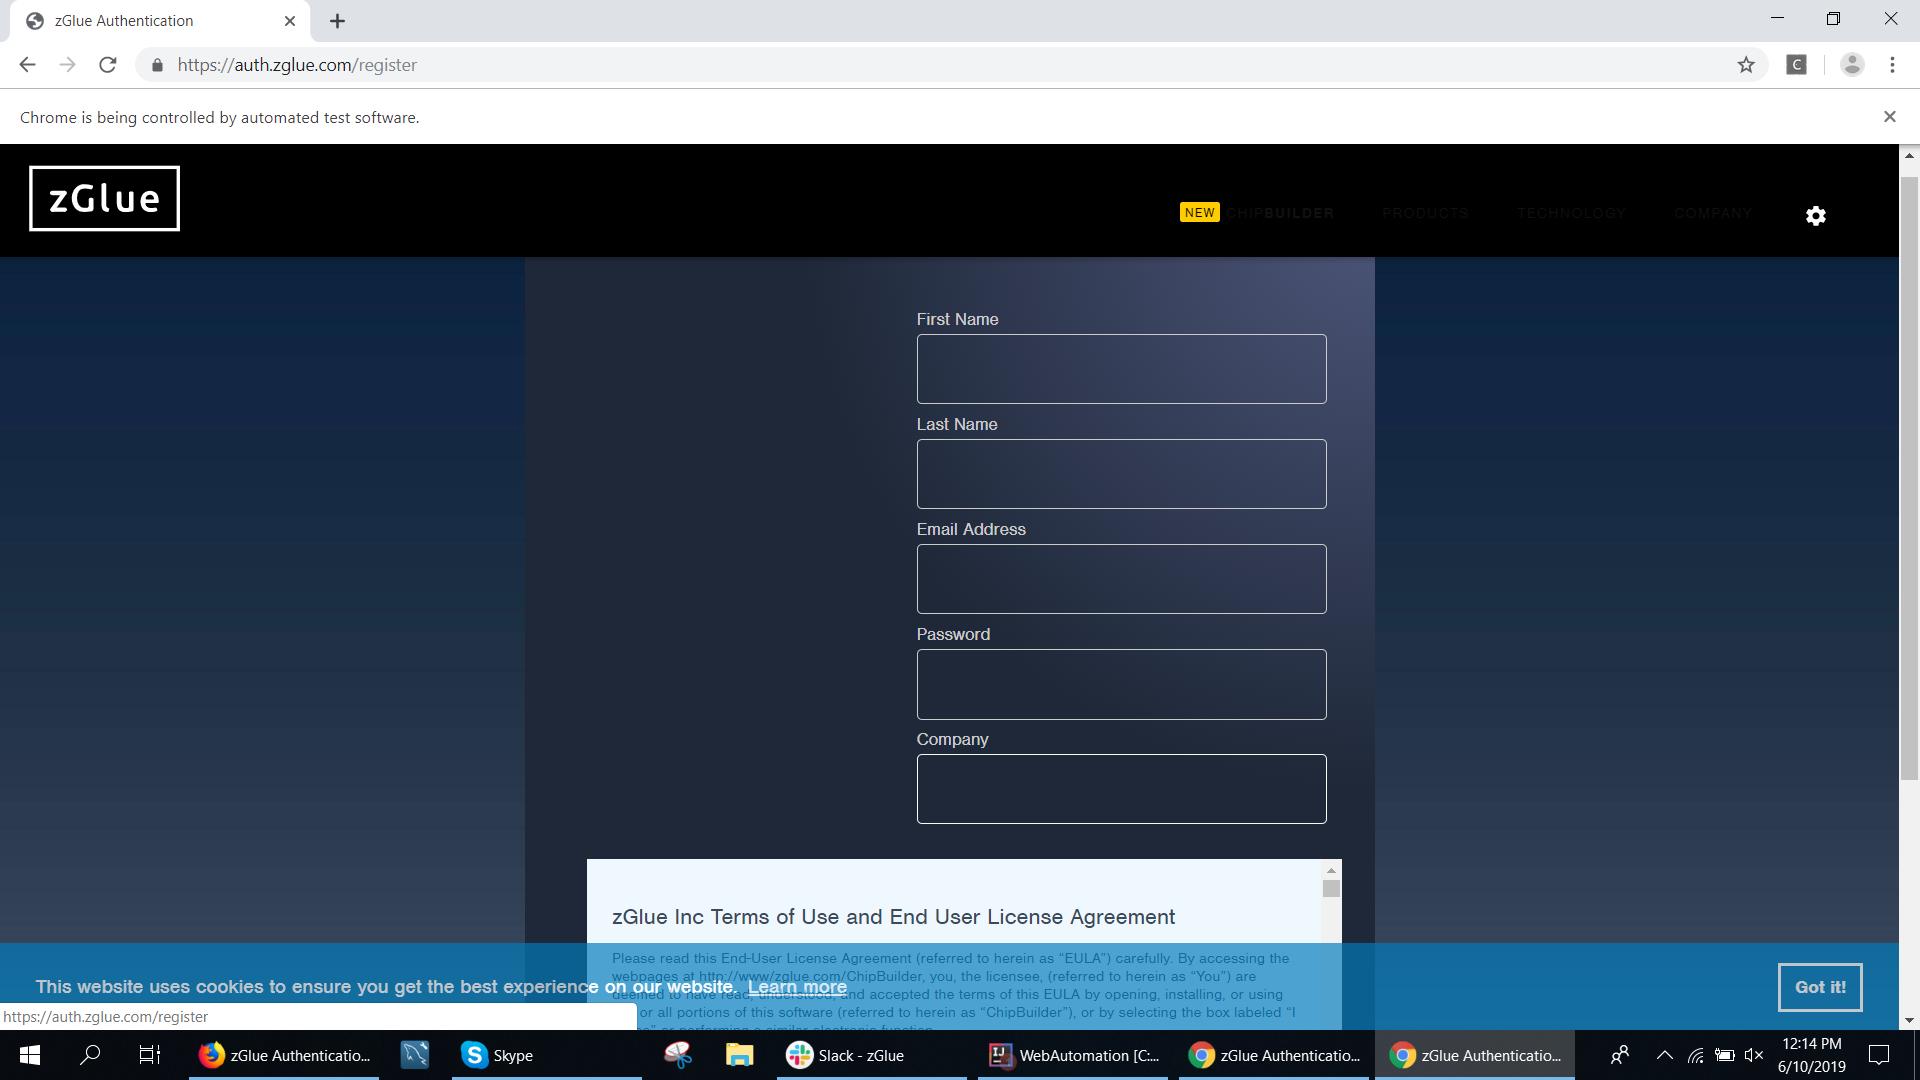 zGlue Authentication
https://auth.zglue.com/register
C
Chrome is being controlled by automated test software.
zGlue
NEW CHIPBUILDER PRODUCTS TECHNOLOGY COMPANY
First Name
Last Name
Email Address
Password
Company
zGlue Inc Terms of Use and End User License Agreement
Please read this End-User License Agreement (referred to herein as “EULA”) carefully. By accessing the
webpages at http://www/zglue.com/ChipBuilder, you, the licensee, (referred to herein as “You”) are
deemed to have read, understood, and accepted the terms of this EULA by opening, installing, or using
or all portions of this software (referred to herein as “ChipBuilder”), or by selecting the box labeled “I
or performing a similar electronic function.
This website uses cookies to ensure you get the best experience on our website. Learn more
Got it!
https://auth.zglue.com/register
zGlue Authenticatio...
Skype
Slack - zGlue
WebAutomation [C:...
zGlue Authenticatio...
zGlue Authenticatio...
12:14 PM
6/10/2019